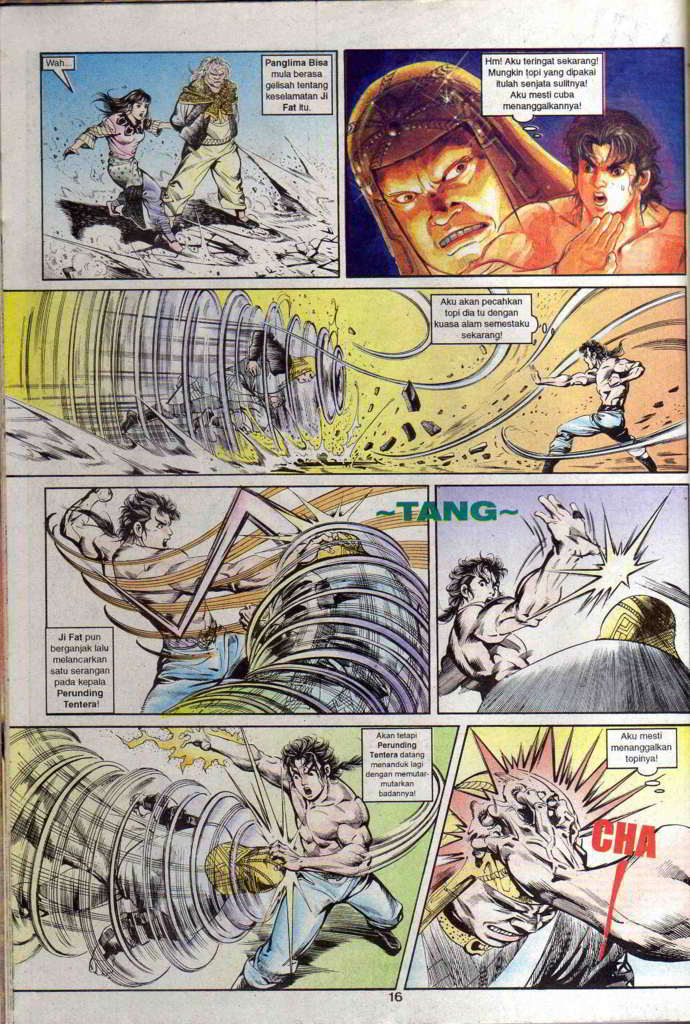 Wah...
Panglima Bisa
mula berasa
gelisah tentang
keselamatan Ji
Fat itu.
Hm! Aku teringat sekarang!
Mungkin topi yang dipakai
itulah senjata sulitnya!
Aku mesti cuba
menanggalkannya!
Aku akan pecahkan
topi dia tu dengan
kuasa alam semestaku
sekarang!
~TANG~
Ji Fat pun
berganjak lalu
melancarkan
satu serangan
pada kepala
Perunding
Tentera!
Akan tetapi
Perunding
Tentera datang
menanduk lagi
dengan memutar-
mutarkan
badannya!
Aku mesti
menanggalkan
topinya!
CHA
16